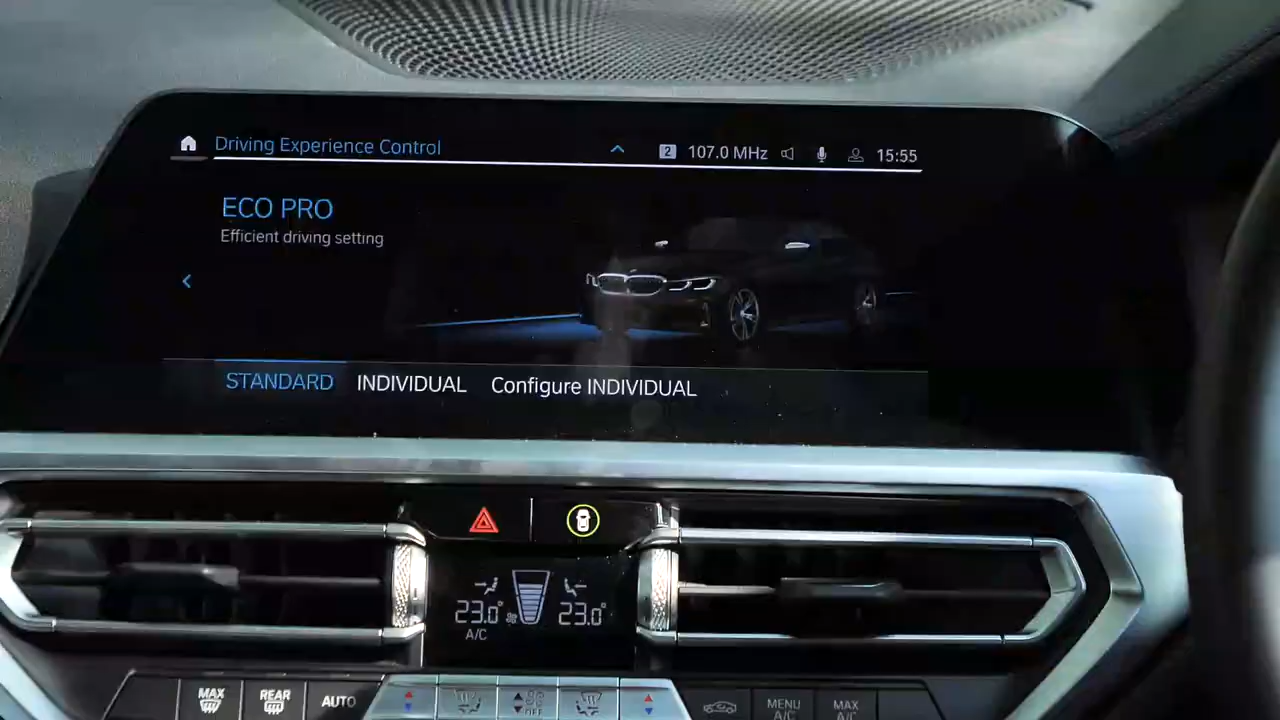 Driving Experience Control
2 107.0 MHz 15:55
ECO PRO
Efficient driving setting
STANDARD INDIVIDUAL Configure INDIVIDUAL
23.0° 23.0°
A/C
MAX REAR AUTO OFF MENU A/C MAX A/C